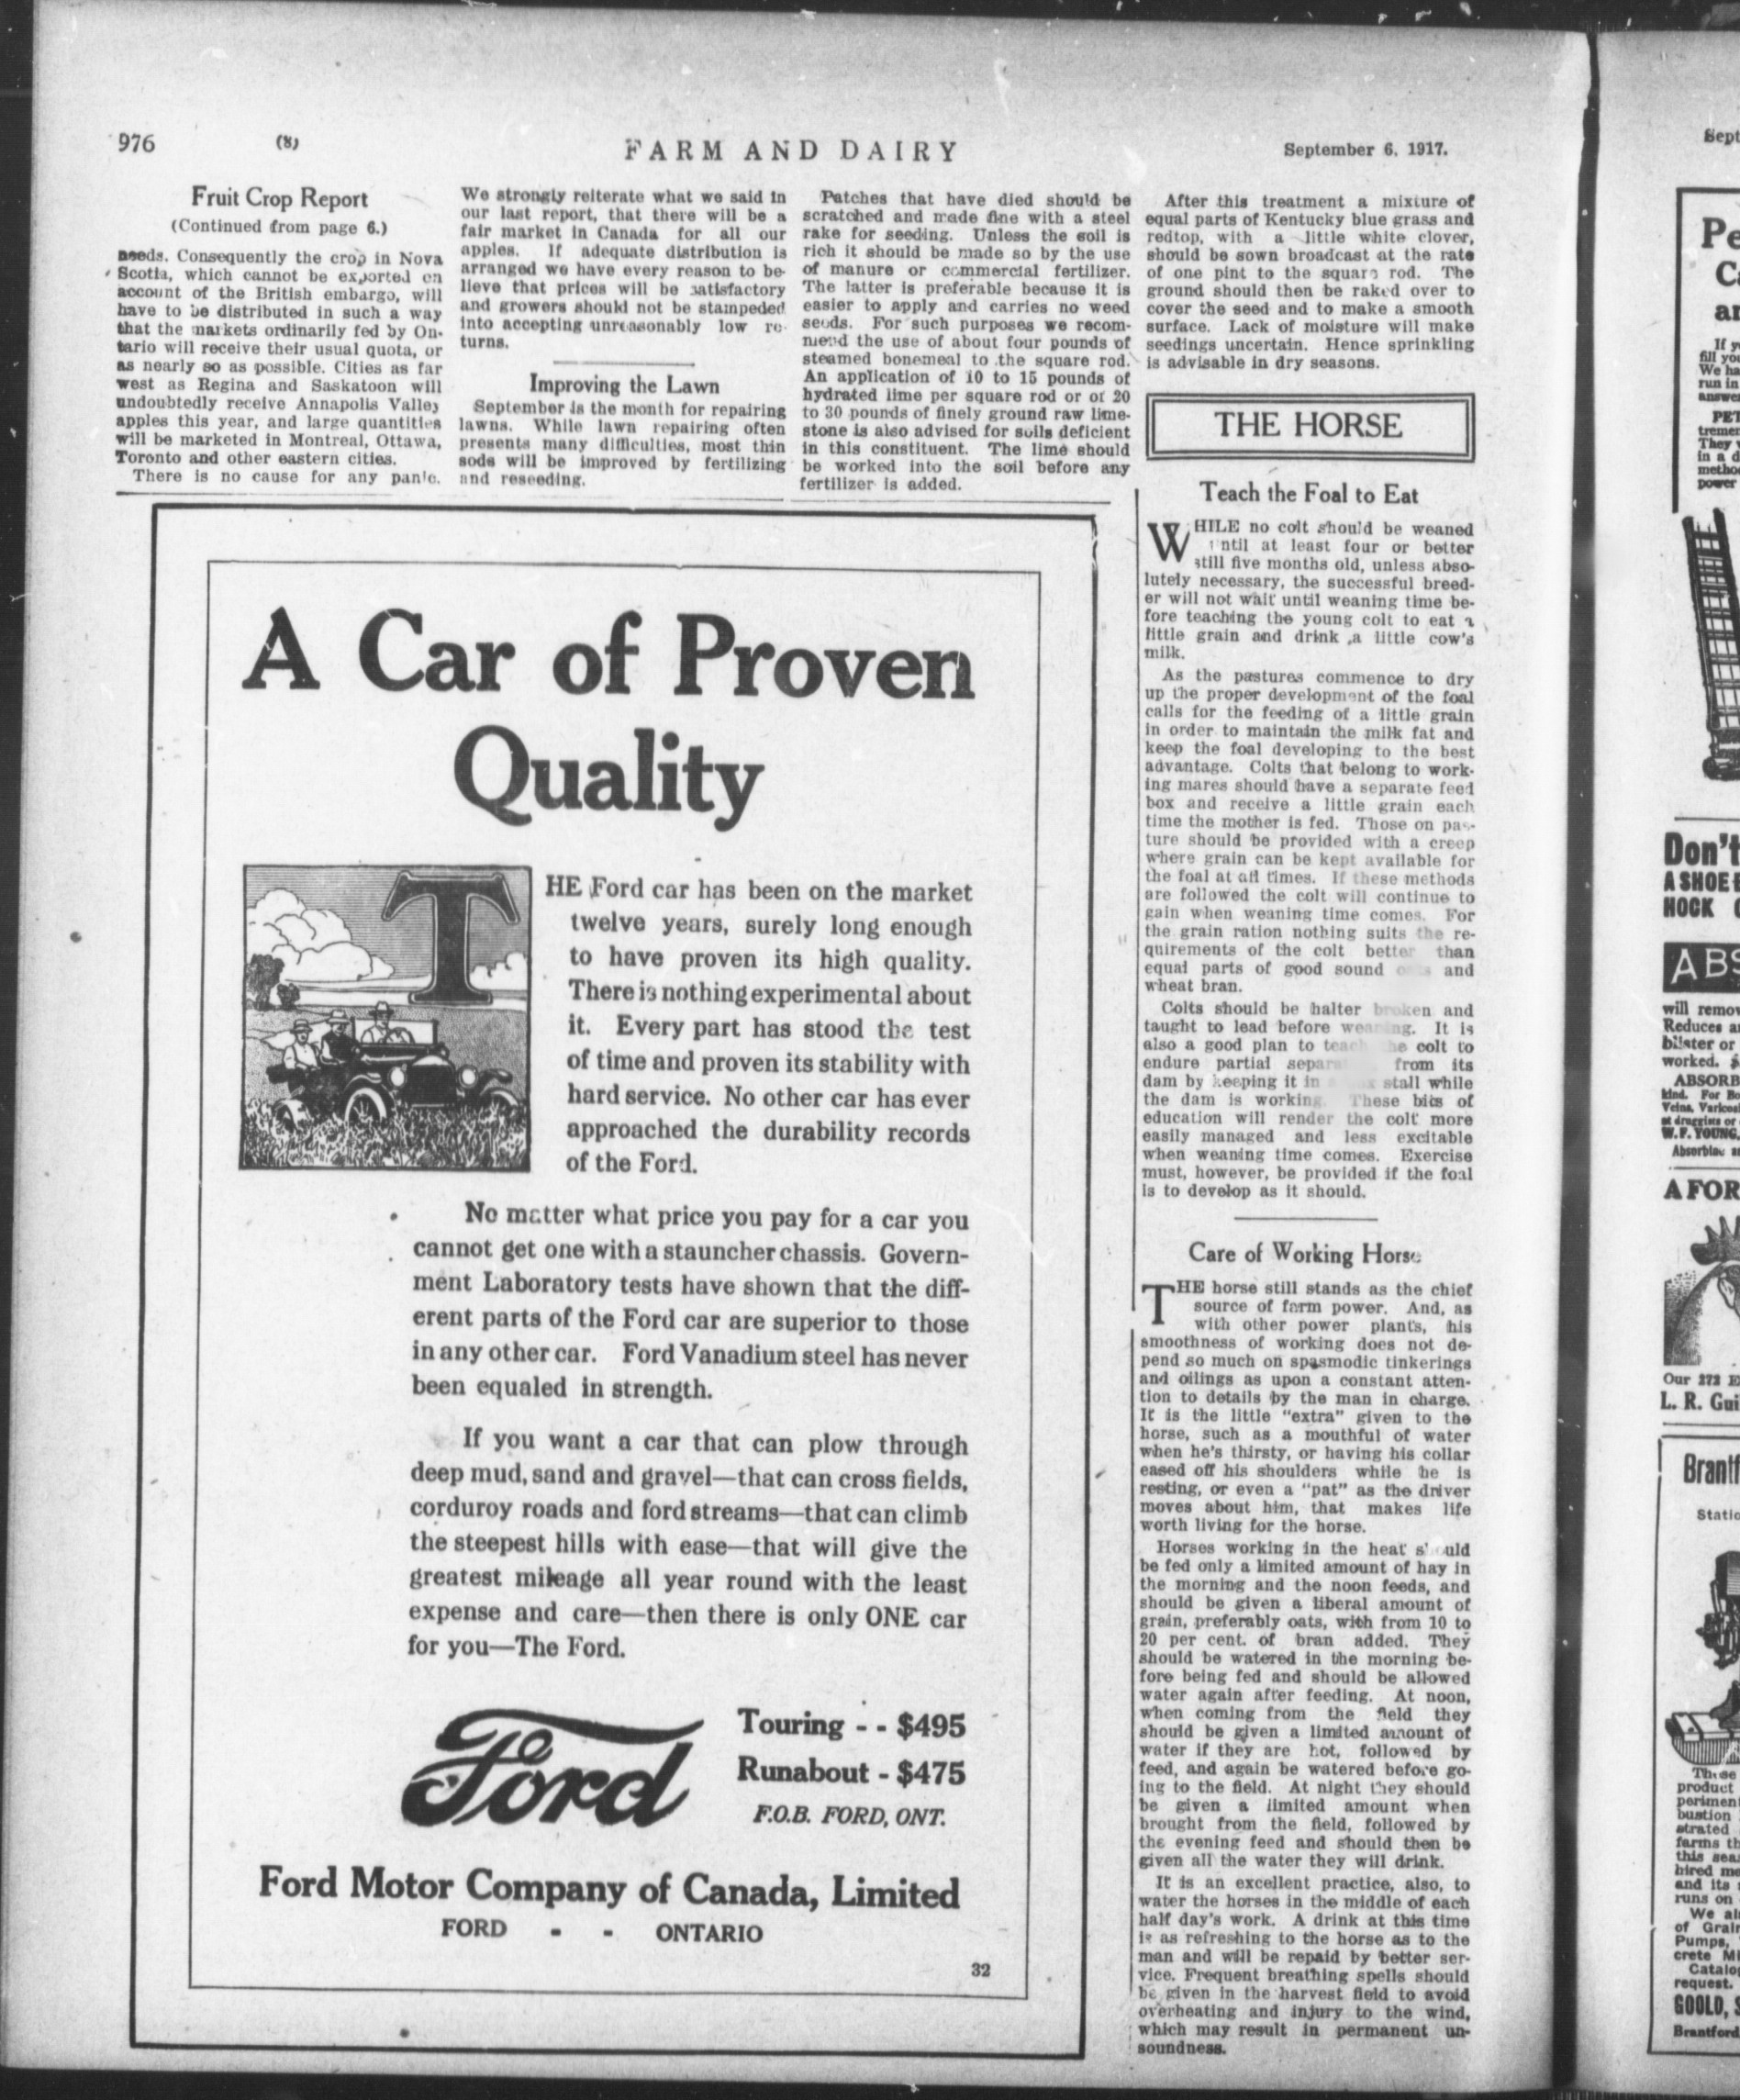 976
(8)
FARM AND DAIRY
September 6, 1917.
Fruit Crop Report
(Continued from page 6.)
needs. Consequently the crop in Nova
Scotia, which cannot be exported on
account of the British embargo, will
have to be distributed in such a way
that the markets ordinarily fed by On-
tario will receive their usual quota, or
as nearly so as possible. Cities as far
west as Regina and Saskatoon will
undoubtedly receive Annapolis Valley
apples this year, and large quantities
will be marketed in Montreal, Ottawa,
Toronto and other eastern cities.
There is no cause for any panic.
We strongly reiterate what we said in
our last report, that there will be a
fair market in Canada for all our
apples. If adequate distribution is
arranged we have every reason to be-
lieve that prices will be satisfactory
and growers should not be stampeded
into accepting unreasonably low re-
turns.
Improving the Lawn
September is the month for repairing
lawns. While lawn repairing often
presents many difficulties, most thin
sods will be improved by fertilizing
and reseeding.
Patches that have died should be
scratched and made fine with a steel
rake for seeding. Unless the soil is
rich it should be made so by the use
of manure or commercial fertilizer.
The latter is preferable because it is
easier to apply and carries no weed
seeds. For such purposes we recom-
mend the use of about four pounds of
steamed bonemeal to the square rod.
An application of 10 to 15 pounds of
hydrated lime per square rod or of 20
to 30 pounds of finely ground raw lime-
stone is also advised for soils deficient
in this constituent. The lime should
be worked into the soil before any
fertilizer is added.
After this treatment a mixture of
equal parts of Kentucky blue grass and
redtop, with a little white clover,
should be sown broadcast at the rate
of one pint to the square rod. The
ground should then be raked over to
cover the seed and to make a smooth
surface. Lack of moisture will make
seedings uncertain. Hence sprinkling
is advisable in dry seasons.
THE HORSE
Teach the Foal to Eat
WHILE no colt should be weaned
until at least four or better
still five months old, unless abso-
lutely necessary, the successful breed-
er will not wait until weaning time be-
fore teaching the young colt to eat a
little grain and drink a little cow's
milk.
As the pastures commence to dry
up the proper development of the foal
calls for the feeding of a little grain
in order to maintain the milk fat and
keep the foal developing to the best
advantage. Colts that belong to work-
ing mares should have a separate feed
box and receive a little grain each
time the mother is fed. Those on pas-
ture should be provided with a creep
where grain can be kept available for
the foal at all times. If these methods
are followed the colt will continue to
gain when weaning time comes. For
the grain ration nothing suits the re-
quirements of the colt better than
equal parts of good sound and
wheat bran.
Colts should be halter broken and
taught to lead before It is
also a good plan to teach colt to
endure partial from its
dam by keeping it in stall while
the dam is working. These bits of
education will render the colt more
easily managed and less excitable
when weaning time comes. Exercise
must, however, be provided if the foal
is to develop as it should.
Care of Working Horse
THE horse still stands as the chief
source of farm power. And, as
with other power plants, his
smoothness of working does not de-
pend so much on spasmodic tinkerings
and oilings as upon a constant atten-
tion to details by the man in charge.
It is the little "extra" given to the
horse, such as a mouthful of water
when he's thirsty, or having his collar
eased off his shoulders while he is
resting, or even a "pat" as the driver
moves about him, that makes life
worth living for the horse.
Horses working in the heat should
be fed only a limited amount of hay in
the morning and the noon feeds, and
should be given a liberal amount of
grain, preferably oats, with from 10 to
20 per cent. of bran added. They
should be watered in the morning be-
fore being fed and should be allowed
water again after feeding. At noon,
when coming from the field they
should be given a limited amount of
water if they are hot, followed by
feed, and again be watered before go-
ing to the field. At night they should
be given a limited amount when
brought from the field, followed by
the evening feed and should then be
given all the water they will drink.
It is an excellent practice, also, to
water the horses in the middle of each
half day's work. A drink at this time
is as refreshing to the horse as to the
man and will be repaid by better ser-
vice. Frequent breathing spells should
be given in the harvest field to avoid
overheating and injury to the wind,
which may result in permanent un-
soundness.
A Car of Proven
Quality
THE Ford car has been on the market
twelve years, surely long enough
to have proven its high quality.
There is nothing experimental about
it. Every part has stood the test
of time and proven its stability with
hard service. No other car has ever
approached the durability records
of the Ford.
No matter what price you pay for a car you
cannot get one with a stauncher chassis. Govern-
ment Laboratory tests have shown that the diff-
erent parts of the Ford car are superior to those
in any other car. Ford Vanadium steel has never
been equaled in strength.
If you want a car that can plow through
deep mud, sand and gravel—that can cross fields,
corduroy roads and ford streams—that can climb
the steepest hills with ease—that will give the
greatest mileage all year round with the least
expense and care—then there is only ONE car
for you—The Ford.
Ford
Touring - - $495
Runabout - $475
F.O.B. FORD, ONT.
Ford Motor Company of Canada, Limited
FORD - - ONTARIO
32
Sept
If
fill
We
run in
in a
power
Don't
A SHOE
HOCK
ABS
will
Reduces
blister or
worked.
ABSORB
kind. For
Veins,
at druggists or
W.F. YOUNG,
A FOR
Our 272
L. R.
product
bustion
farms
this
hired
and its
runs on
We
of
Pumps,
crete
request.
GOOLD,
Brantford